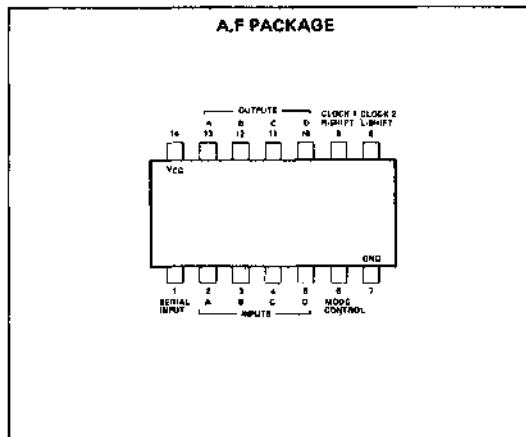 A,F PACKAGE
OUTPUTS
A B C D CLOCK 1 CLOCK 2
R-SHIFT L-SHIFT
14 13 12 11 10 9 8
VCC
GND
1 2 3 4 5 6 7
SERIAL INPUT A B C D MODE CONTROL
INPUTS